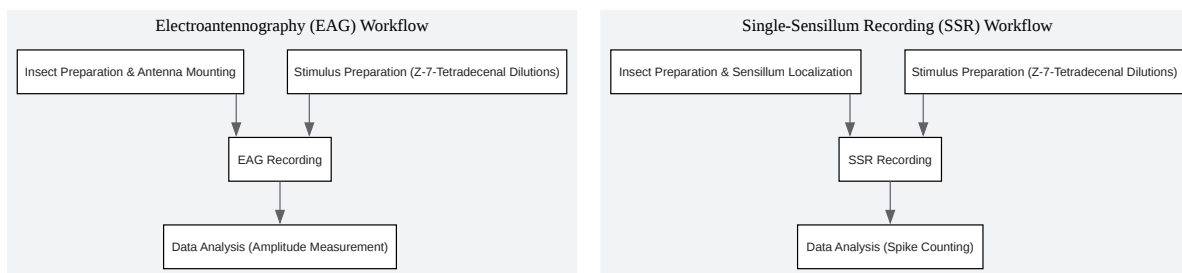 Electroantennography (EAG) Workflow
Insect Preparation & Antenna Mounting
Stimulus Preparation (Z-7-Tetradecenal Dilutions)
EAG Recording
Data Analysis (Amplitude Measurement)
Single-Sensillum Recording (SSR) Workflow
Insect Preparation & Sensillum Localization
Stimulus Preparation (Z-7-Tetradecenal Dilutions)
SSR Recording
Data Analysis (Spike Counting)